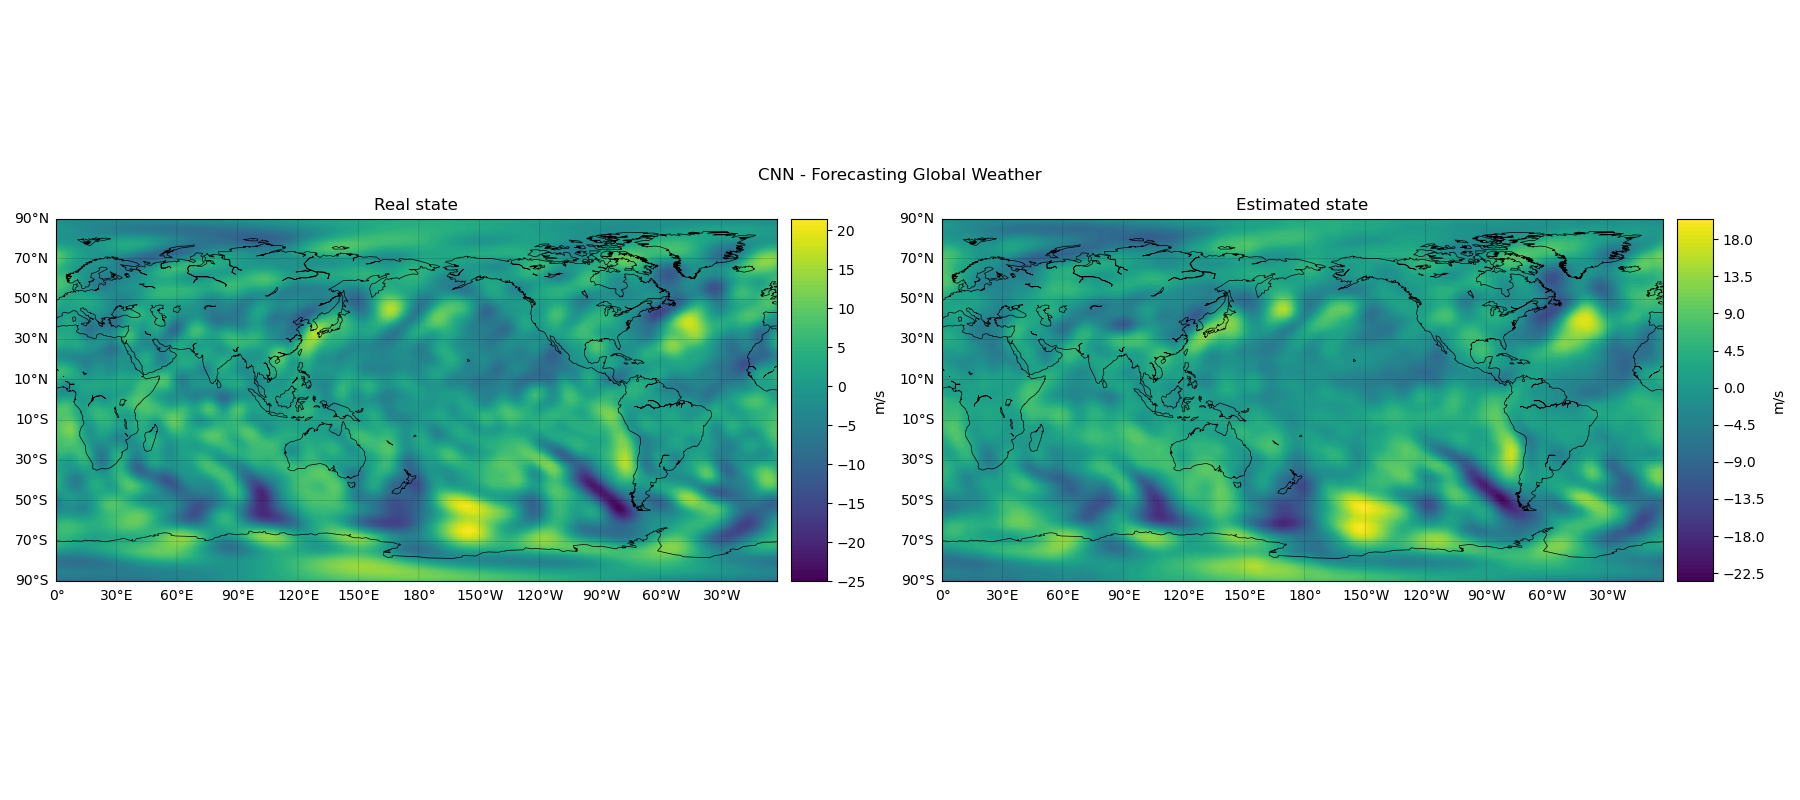 CNN - Forecasting Global Weather
Real state
90°N
70°N
50°N
30°N
10°N
10°S
30°S
50°S
70°S
90°S
0° 30°E 60°E 90°E 120°E 150°E 180° 150°W 120°W 90°W 60°W 30°W
20
15
10
5
0
−5
−10
−15
−20
−25
m/s
Estimated state
90°N
70°N
50°N
30°N
10°N
10°S
30°S
50°S
70°S
90°S
0° 30°E 60°E 90°E 120°E 150°E 180° 150°W 120°W 90°W 60°W 30°W
18.0
13.5
9.0
4.5
0.0
−4.5
−9.0
−13.5
−18.0
−22.5
m/s